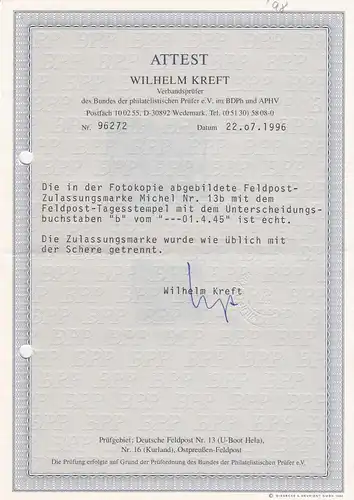 '98
ATTEST
WILHELM KREFT
Verbandsprüfer
des Bundes der philatelistischen Prüfer e.V. im BDPh und APHV
Postfach 10 02 55, D-30892 Wedemark, Tel. (0 51 30) 58 08-0
Nr. 96272 Datum 22.o7.1996
Die in der Fotokopie abgebildete Feldpost-
Zulassungsmarke Michel Nr. 13b mit dem
Feldpost-Tagesstempel mit dem Unterscheidungs-
buchstaben "b" vom "---01.4.45" ist echt.
Die Zulassungsmarke wurde wie üblich mit
der Schere getrennt.
Wilhelm Kreft
Prüfgebiet: Deutsche Feldpost Nr. 13 (U-Boot Hela),
Nr. 16 (Kurland), Ostpreußen-Feldpost
Die Prüfung erfolgte auf Grund der Prüfordnung des Bundes der Philatelistischen Prüfer e.V.